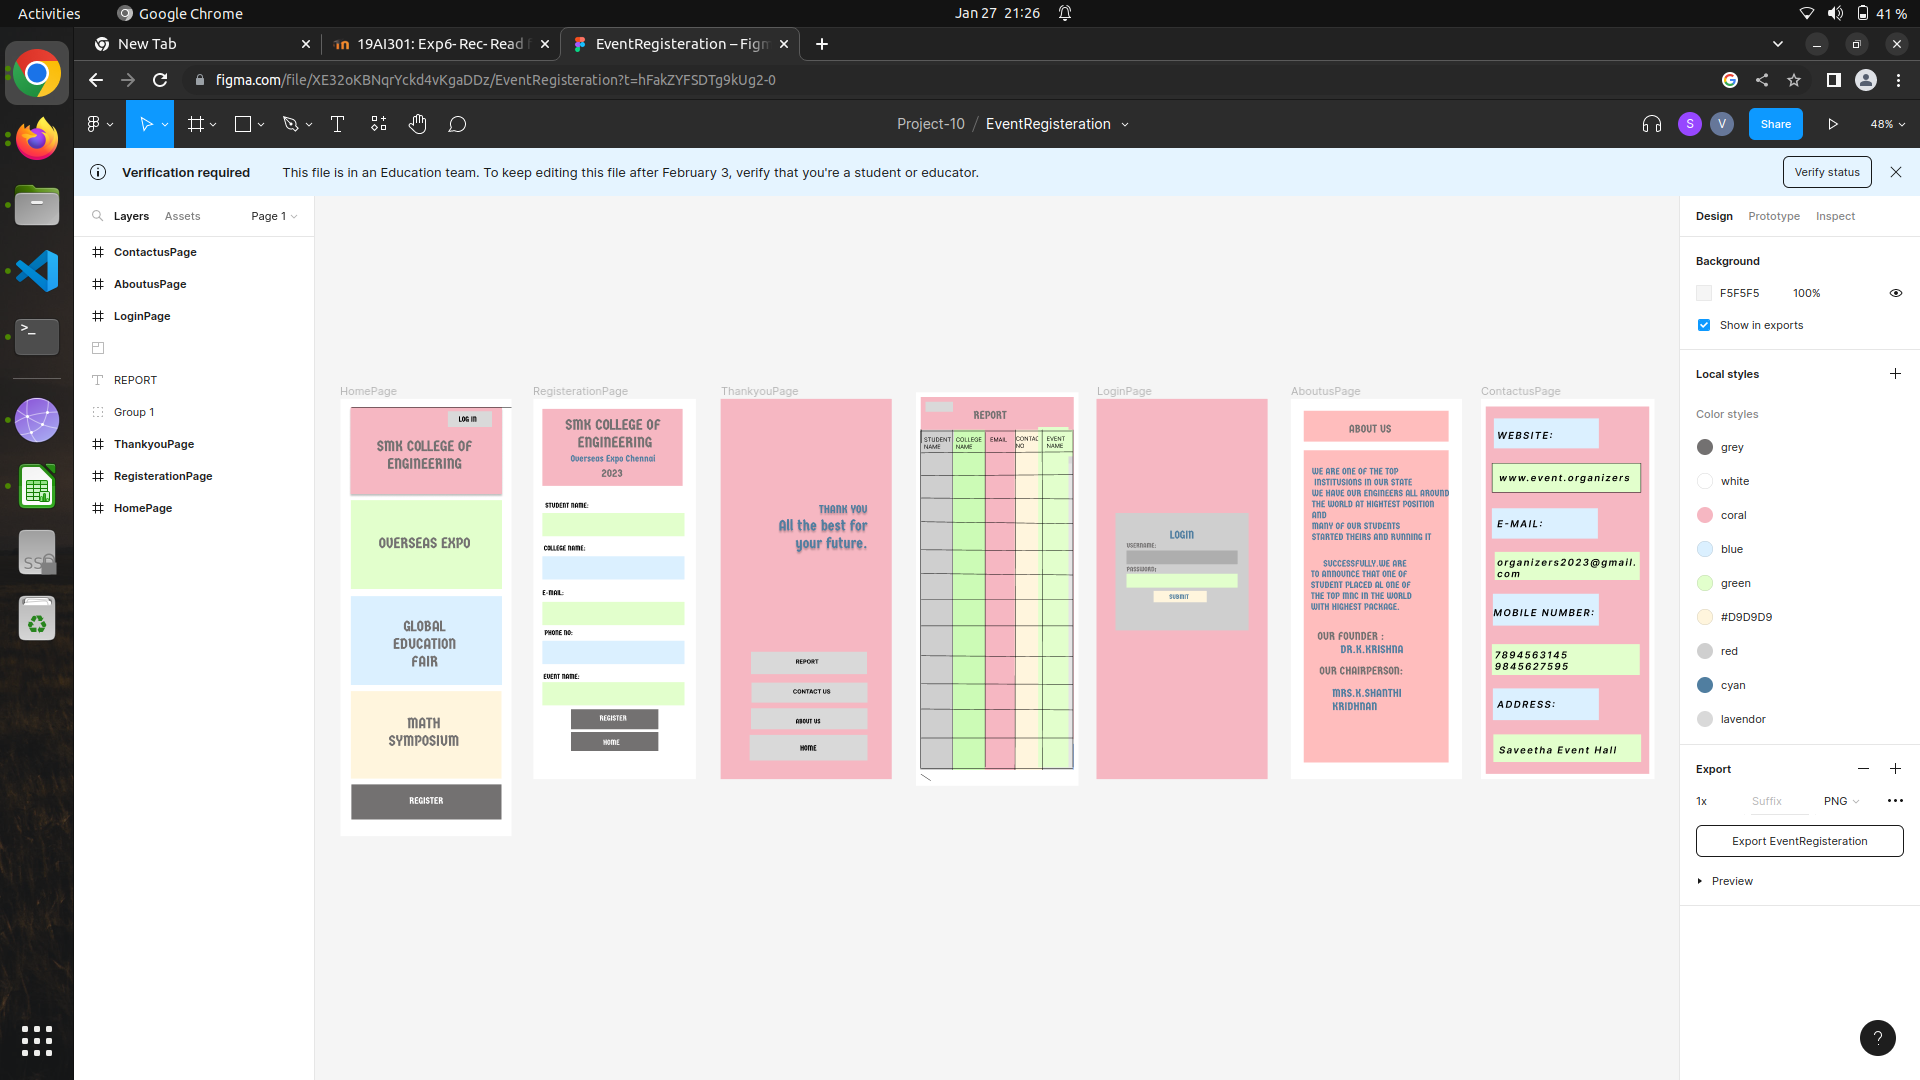 Activities
Google Chrome
Jan 27 21:26
41 %
New Tab
19AI301: Exp6- Rec- Read
EventRegisteration – Figm
figma.com/file/XE32oKBNqrYckd4vKgaDDz/EventRegisteration?t=hFakZYFSDTg9kUg2-0
Project-10 / EventRegisteration
S
V
Share
48%
Verification required
This file is in an Education team. To keep editing this file after February 3, verify that you're a student or educator.
Verify status
Layers
Assets
Page 1
ContactusPage
AboutusPage
LoginPage
REPORT
Group 1
ThankyouPage
RegisterationPage
HomePage
HomePage
LOG IN
SMK COLLEGE OF
ENGINEERING
OVERSEAS EXPO
GLOBAL
EDUCATION
FAIR
MATH
SYMPOSIUM
REGISTER
RegisterationPage
SMK COLLEGE OF
ENGINEERING
Overseas Expo Chennai
2023
STUDENT NAME:
COLLEGE NAME:
E-MAIL:
PHONE NO:
EVENT NAME:
REGISTER
HOME
ThankyouPage
THANK YOU
All the best for
your future.
REPORT
CONTACT US
ABOUT US
HOME
REPORT
STUDENT
NAME
COLLEGE
NAME
EMAIL
CONTAC
NO
EVENT
NAME
LoginPage
LOGIN
USERNAME:
PASSWORD:
SUBMIT
AboutusPage
ABOUT US
WE ARE ONE OF THE TOP
INSTITUSIONS IN OUR STATE
WE HAVE OUR ENGINEERS ALL AROUND
THE WORLD AT HIGHTEST POSITION
AND
MANY OF OUR STUDENTS
STARTED THEIRS AND RUNNING IT
SUCCESSFULLY.WE ARE
TO ANNOUNCE THAT ONE OF
STUDENT PLACED AL ONE OF
THE TOP MNC IN THE WORLD
WITH HIGHEST PACKAGE.
OUR FOUNDER :
DR.K.KRISHNA
OUR CHAIRPERSON:
MRS.K.SHANTHI
KRIDHNAN
ContactusPage
WEBSITE:
www.event.organizers
E-MAIL:
organizers2023@gmail.
com
MOBILE NUMBER:
7894563145
9845627595
ADDRESS:
Saveetha Event Hall
Design
Prototype
Inspect
Background
F5F5F5
100%
Show in exports
Local styles
Color styles
grey
white
coral
blue
green
#D9D9D9
red
cyan
lavendor
Export
1x
Suffix
PNG
Export EventRegisteration
Preview
?